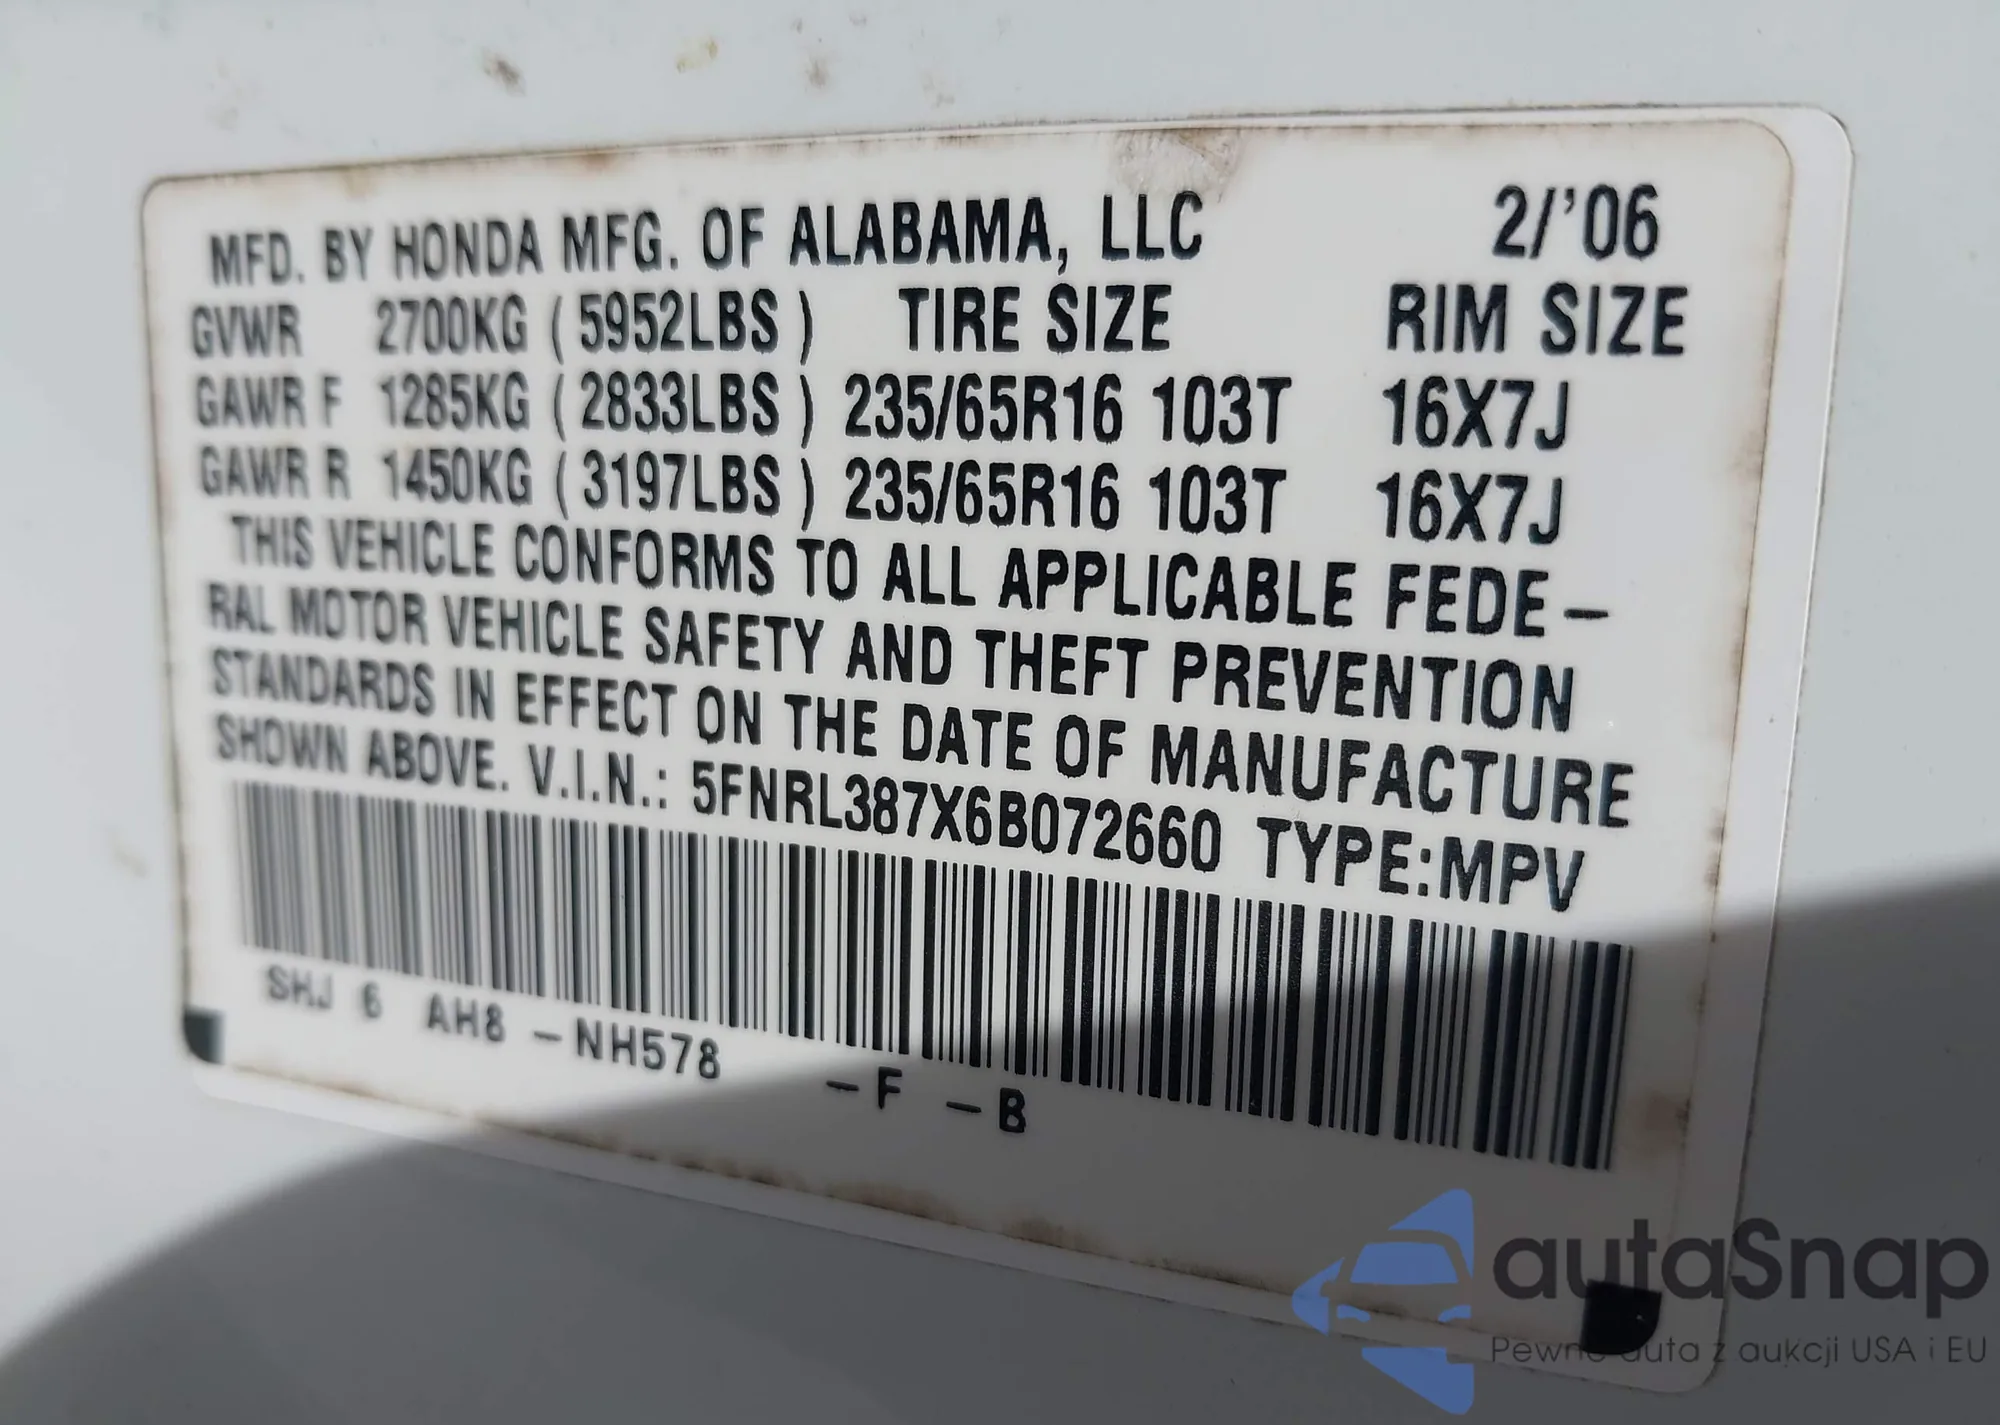 MFD. BY HONDA MFG. OF ALABAMA, LLC 2/'06
GVWR 2700KG (5952LBS) TIRE SIZE RIM SIZE
GAWR F 1285KG (2833LBS) 235/65R16 103T 16X7J
GAWR R 1450KG (3197LBS) 235/65R16 103T 16X7J
THIS VEHICLE CONFORMS TO ALL APPLICABLE FEDE-
RAL MOTOR VEHICLE SAFETY AND THEFT PREVENTION
STANDARDS IN EFFECT ON THE DATE OF MANUFACTURE
SHOWN ABOVE. V.I.N.: 5FNRL387X6B072660 TYPE:MPV
SHJ 6 AH8 -NH578 -F -B
autaSnap
Pewne auta z aukcji USA i EU